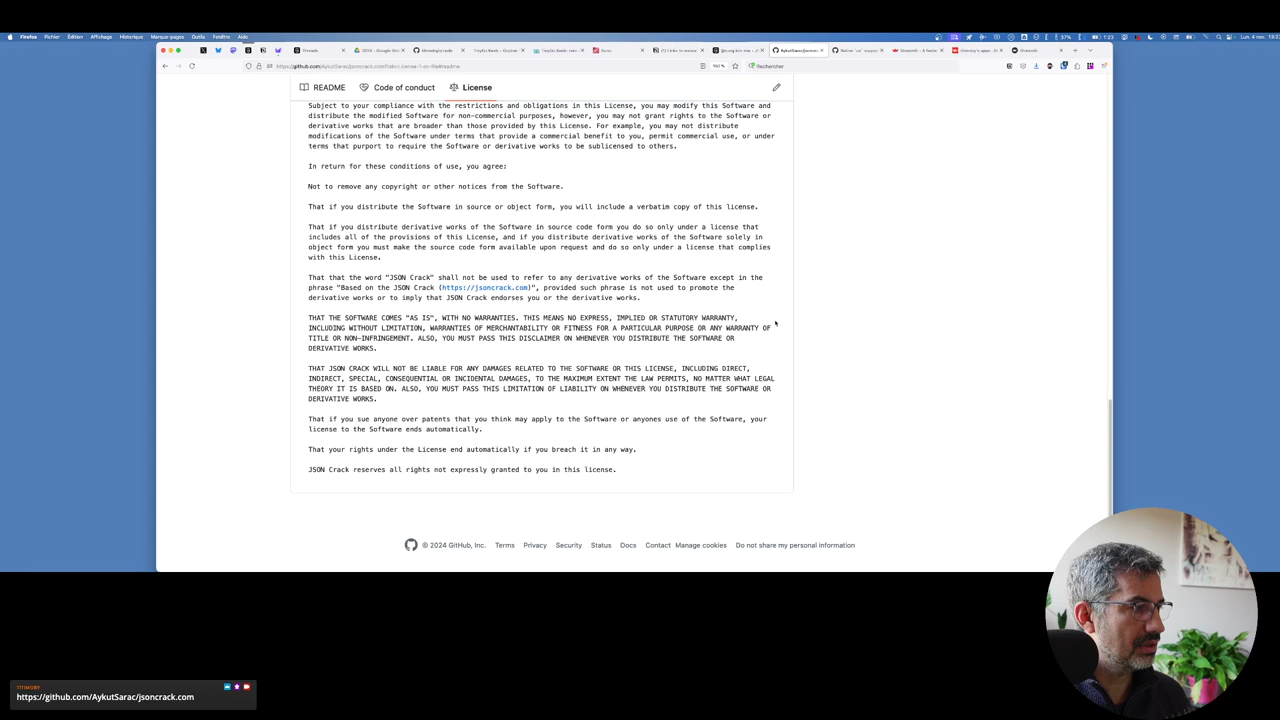 Firefox Fichier Édition Affichage Historique Marque-pages Outils Fenêtre Aide
37% 1:23 Lun. 4 nov.
Threads
Rechercher
README Code of conduct License
Subject to your compliance with the restrictions and obligations in this License, you may modify this Software and
distribute the modified Software for non-commercial purposes, however, you may not grant rights to the Software or
derivative works that are broader than those provided by this License. For example, you may not distribute
modifications of the Software under terms that provide a commercial benefit to you, permit commercial use, or under
terms that purport to require the Software or derivative works to be sublicensed to others.
In return for these conditions of use, you agree:
Not to remove any copyright or other notices from the Software.
That if you distribute the Software in source or object form, you will include a verbatim copy of this license.
That if you distribute derivative works of the Software in source code form you do so only under a license that
includes all of the provisions of this License, and if you distribute derivative works of the Software solely in
object form you must make the source code form available upon request and do so only under a license that complies
with this License.
That that the word “JSON Crack” shall not be used to refer to any derivative works of the Software except in the
phrase “Based on the JSON Crack (https://jsoncrack.com)”, provided such phrase is not used to promote the
derivative works or to imply that JSON Crack endorses you or the derivative works.
THAT THE SOFTWARE COMES "AS IS", WITH NO WARRANTIES. THIS MEANS NO EXPRESS, IMPLIED OR STATUTORY WARRANTY,
INCLUDING WITHOUT LIMITATION, WARRANTIES OF MERCHANTABILITY OR FITNESS FOR A PARTICULAR PURPOSE OR ANY WARRANTY OF
TITLE OR NON-INFRINGEMENT. ALSO, YOU MUST PASS THIS DISCLAIMER ON WHENEVER YOU DISTRIBUTE THE SOFTWARE OR
DERIVATIVE WORKS.
THAT JSON CRACK WILL NOT BE LIABLE FOR ANY DAMAGES RELATED TO THE SOFTWARE OR THIS LICENSE, INCLUDING DIRECT,
INDIRECT, SPECIAL, CONSEQUENTIAL OR INCIDENTAL DAMAGES, TO THE MAXIMUM EXTENT THE LAW PERMITS, NO MATTER WHAT LEGAL
THEORY IT IS BASED ON. ALSO, YOU MUST PASS THIS LIMITATION OF LIABILITY ON WHENEVER YOU DISTRIBUTE THE SOFTWARE OR
DERIVATIVE WORKS.
That if you sue anyone over patents that you think may apply to the Software or anyones use of the Software, your
license to the Software ends automatically.
That your rights under the License end automatically if you breach it in any way.
JSON Crack reserves all rights not expressly granted to you in this license.
© 2024 GitHub, Inc. Terms Privacy Security Status Docs Contact Manage cookies Do not share my personal information
TITIMOBY
https://github.com/AykutSarac/jsoncrack.com